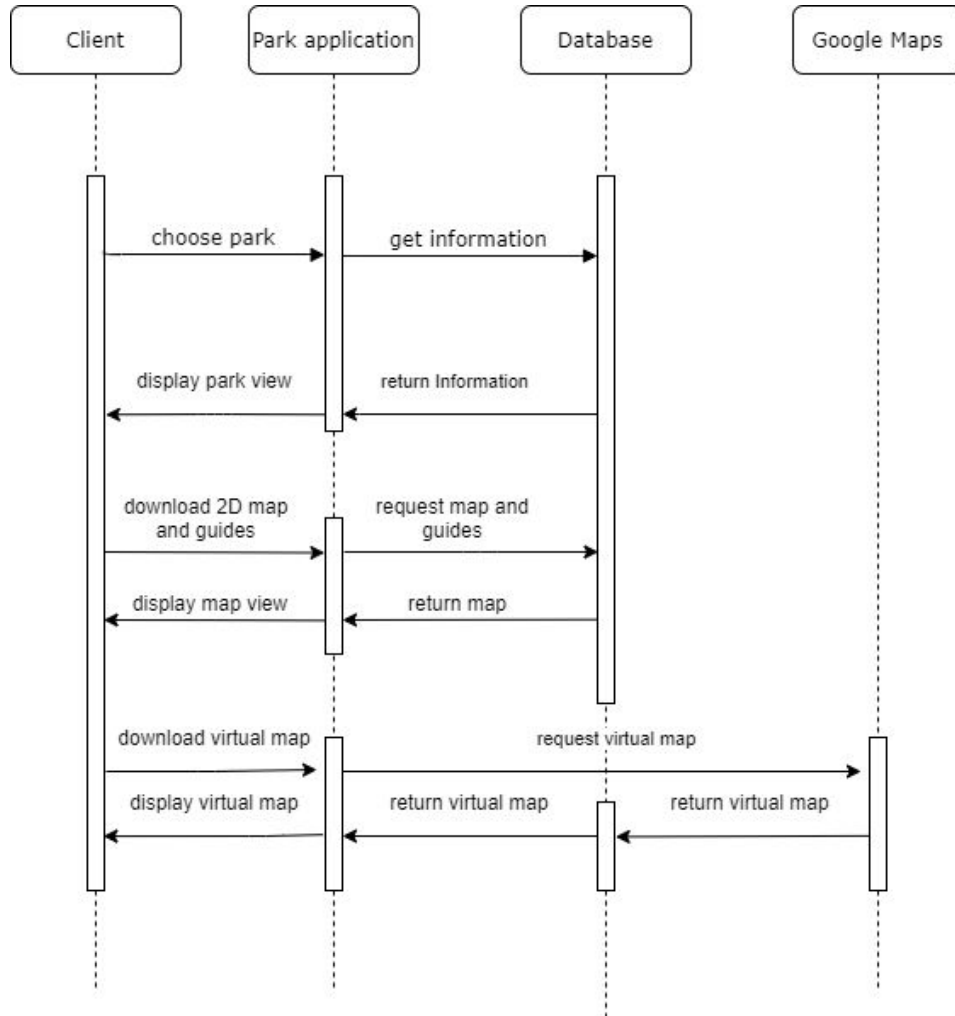 Client
Park application
Database
Google Maps
choose park
get information
display park view
return Information
download 2D map
and guides
request map and
guides
display map view
return map
download virtual map
request virtual map
display virtual map
return virtual map
return virtual map